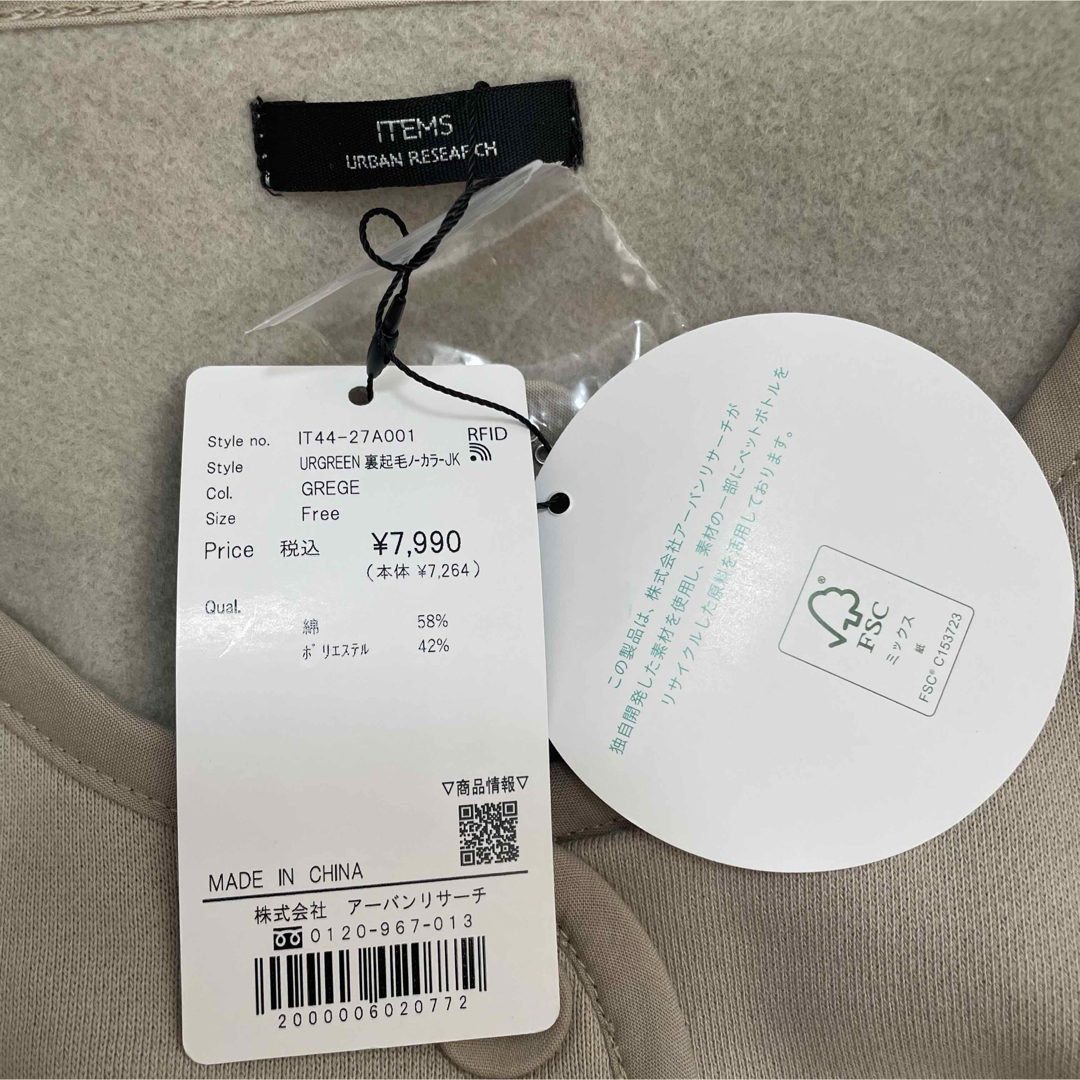 ITEMS
URBAN RESEARCH
Style no. IT44-27A001 RFID
Style URGREEN 裏起毛ノーカラーJK
Col. GREGE
Size Free
Price 税込 ¥7,990
(本体 ¥7,264)
Qual.
綿 58%
ポリエステル 42%
▽商品情報▽
MADE IN CHINA
株式会社 アーバンリサーチ
0120-967-013
2000006020772
この製品は、株式会社アーバンリサーチが
独自開発した素材を使用し、素材の一部にペットボトルを
リサイクルした原料を活用しております。
®
FSC
ミックス
紙
FSC® C153723